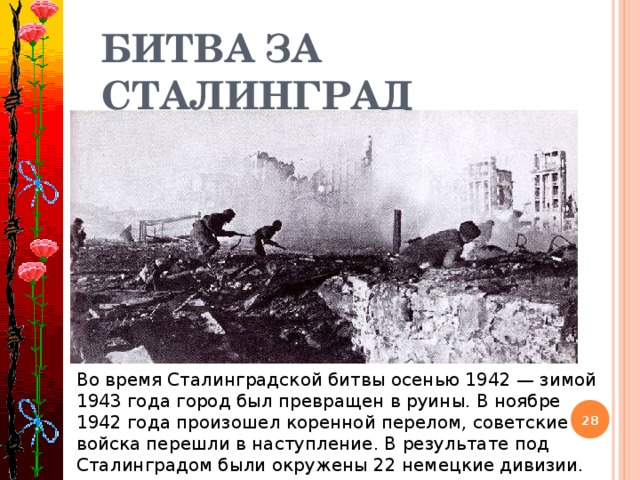 БИТВА ЗА
СТАЛИНГРАД
Во время Сталинградской битвы осенью 1942 — зимой
1943 года город был превращен в руины. В ноябре
1942 года произошел коренной перелом, советские
войска перешли в наступление. В результате под
Сталинградом были окружены 22 немецкие дивизии.
28